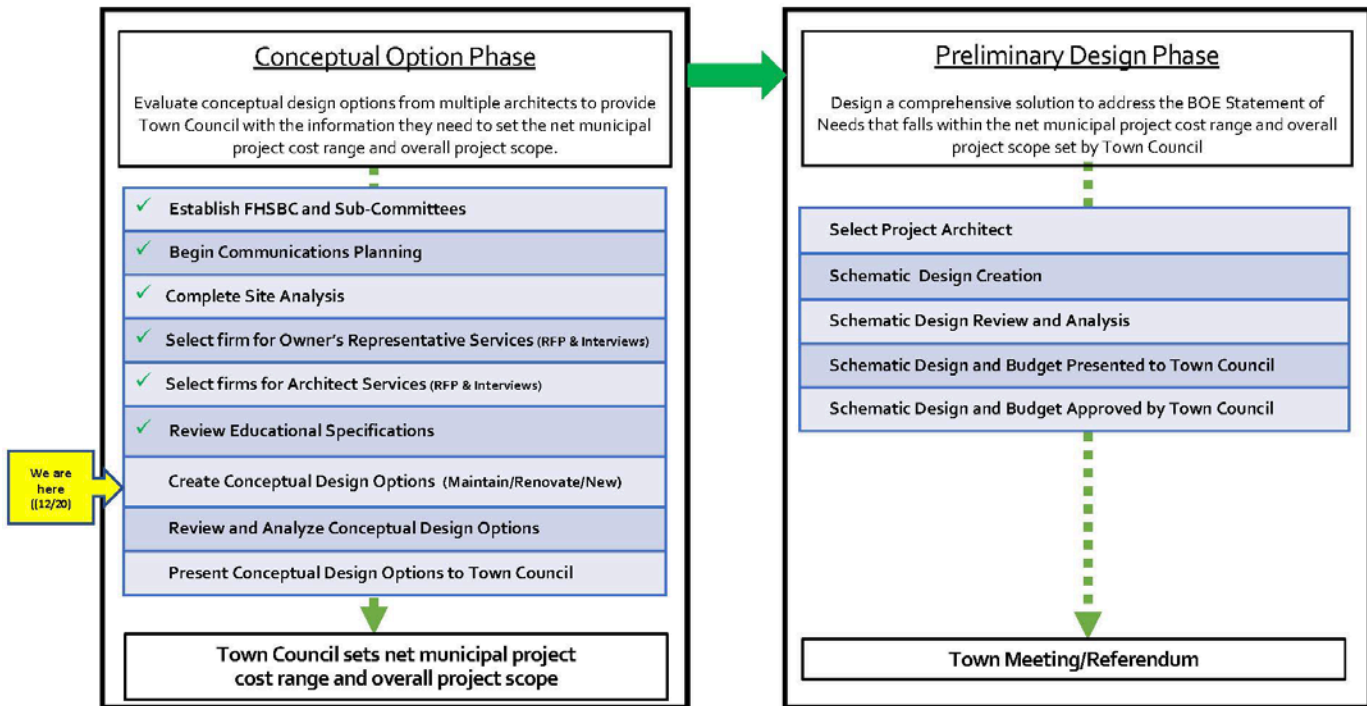 Conceptual Option Phase
Evaluate conceptual design options from multiple architects to provide
Town Council with the information they need to set the net municipal
project cost range and overall project scope.
✓ Establish FHSBC and Sub-Committees
✓ Begin Communications Planning
✓ Complete Site Analysis
✓ Select firm for Owner's Representative Services (RFP & Interviews)
✓ Select firms for Architect Services (RFP & Interviews)
✓ Review Educational Specifications
We are
here
((12/20)
Create Conceptual Design Options (Maintain/Renovate/New)
Review and Analyze Conceptual Design Options
Present Conceptual Design Options to Town Council
Town Council sets net municipal project
cost range and overall project scope
Preliminary Design Phase
Design a comprehensive solution to address the BOE Statement of
Needs that falls within the net municipal project cost range and overall
project scope set by Town Council
Select Project Architect
Schematic Design Creation
Schematic Design Review and Analysis
Schematic Design and Budget Presented to Town Council
Schematic Design and Budget Approved by Town Council
Town Meeting/Referendum